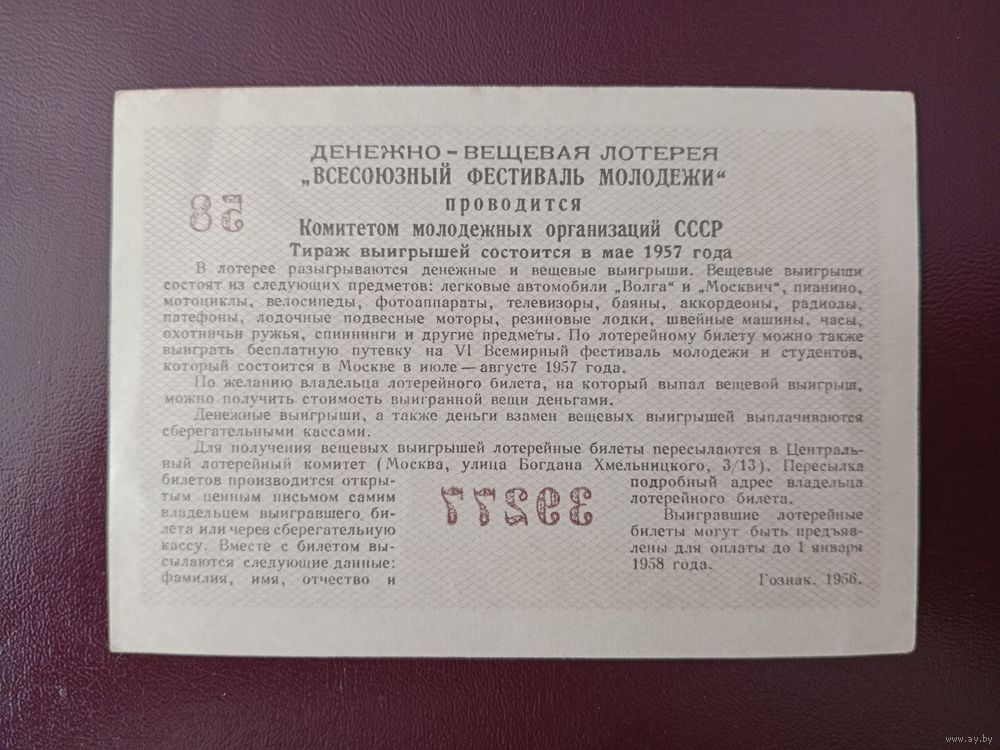 ДЕНЕЖНО-ВЕЩЕВАЯ ЛОТЕРЕЯ
„ВСЕСОЮЗНЫЙ ФЕСТИВАЛЬ МОЛОДЕЖИ“
проводится
58
Комитетом молодежных организаций СССР
Тираж выигрышей состоится в мае 1957 года
В лотерее разыгрываются денежные и вещевые выигрыши. Вещевые выигрыши
состоят из следующих предметов: легковые автомобили „Волга“ и „Москвич“, пианино,
мотоциклы, велосипеды, фотоаппараты, телевизоры, баяны, аккордеоны, радиолы,
патефоны, лодочные подвесные моторы, резиновые лодки, швейные машины, часы,
охотничьи ружья, спиннинги и другие предметы. По лотерейному билету можно также
выиграть бесплатную путевку на VI Всемирный фестиваль молодежи и студентов,
который состоится в Москве в июле — августе 1957 года.
По желанию владельца лотерейного билета, на который выпал вещевой выигрыш,
можно получить стоимость выигранной вещи деньгами.
Денежные выигрыши, а также деньги взамен вещевых выигрышей выплачиваются
сберегательными кассами.
Для получения вещевых выигрышей лотерейные билеты пересылаются в Централь-
ный лотерейный комитет (Москва, улица Богдана Хмельницкого, 3/13). Пересылка
билетов производится откры-
тым ценным письмом самим
владельцем выигравшего би-
лета или через сберегательную
кассу. Вместе с билетом вы-
сылаются следующие данные:
фамилия, имя, отчество и
39277
подробный адрес владельца
лотерейного билета.
Выигравшие лотерейные
билеты могут быть предъяв-
лены для оплаты до 1 января
1958 года.
Гознак. 1956.
www.ay.by